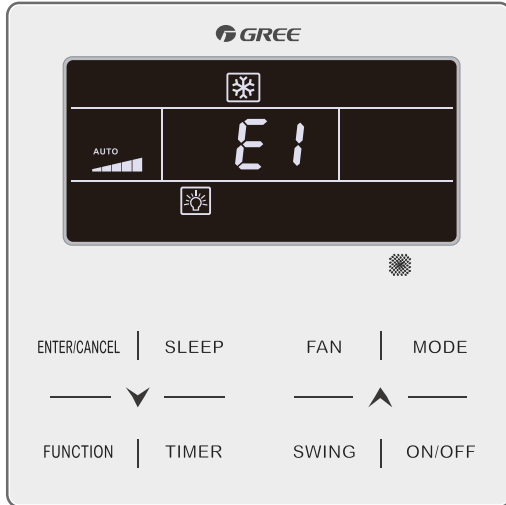 GREE
E1
AUTO
ENTER/CANCEL SLEEP FAN MODE
FUNCTION TIMER SWING ON/OFF